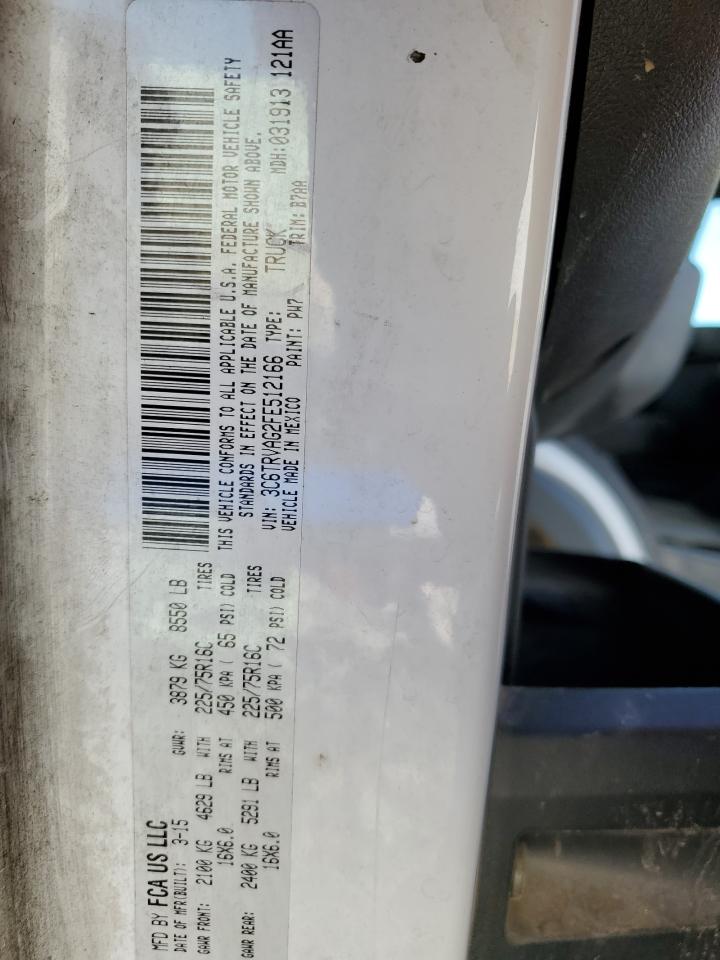 MFD BY FCA US LLC
DATE OF MFR(BUILT): 3-15 GVWR: 3879 KG 8550 LB
GAWR FRONT: 2100 KG 4629 LB WITH 225/75R16C TIRES
16X6.0 RIMS AT 450 KPA ( 65 PSI) COLD
GAWR REAR: 2400 KG 5291 LB WITH 225/75R16C TIRES
16X6.0 RIMS AT 500 KPA ( 72 PSI) COLD
THIS VEHICLE CONFORMS TO ALL APPLICABLE U.S.A. FEDERAL MOTOR VEHICLE SAFETY
STANDARDS IN EFFECT ON THE DATE OF MANUFACTURE SHOWN ABOVE.
VIN: 3C6TRVAG2FE512166 TYPE: TRUCK MDH:031913 121AA
VEHICLE MADE IN MEXICO PAINT: PW7 TRIM: B7AA